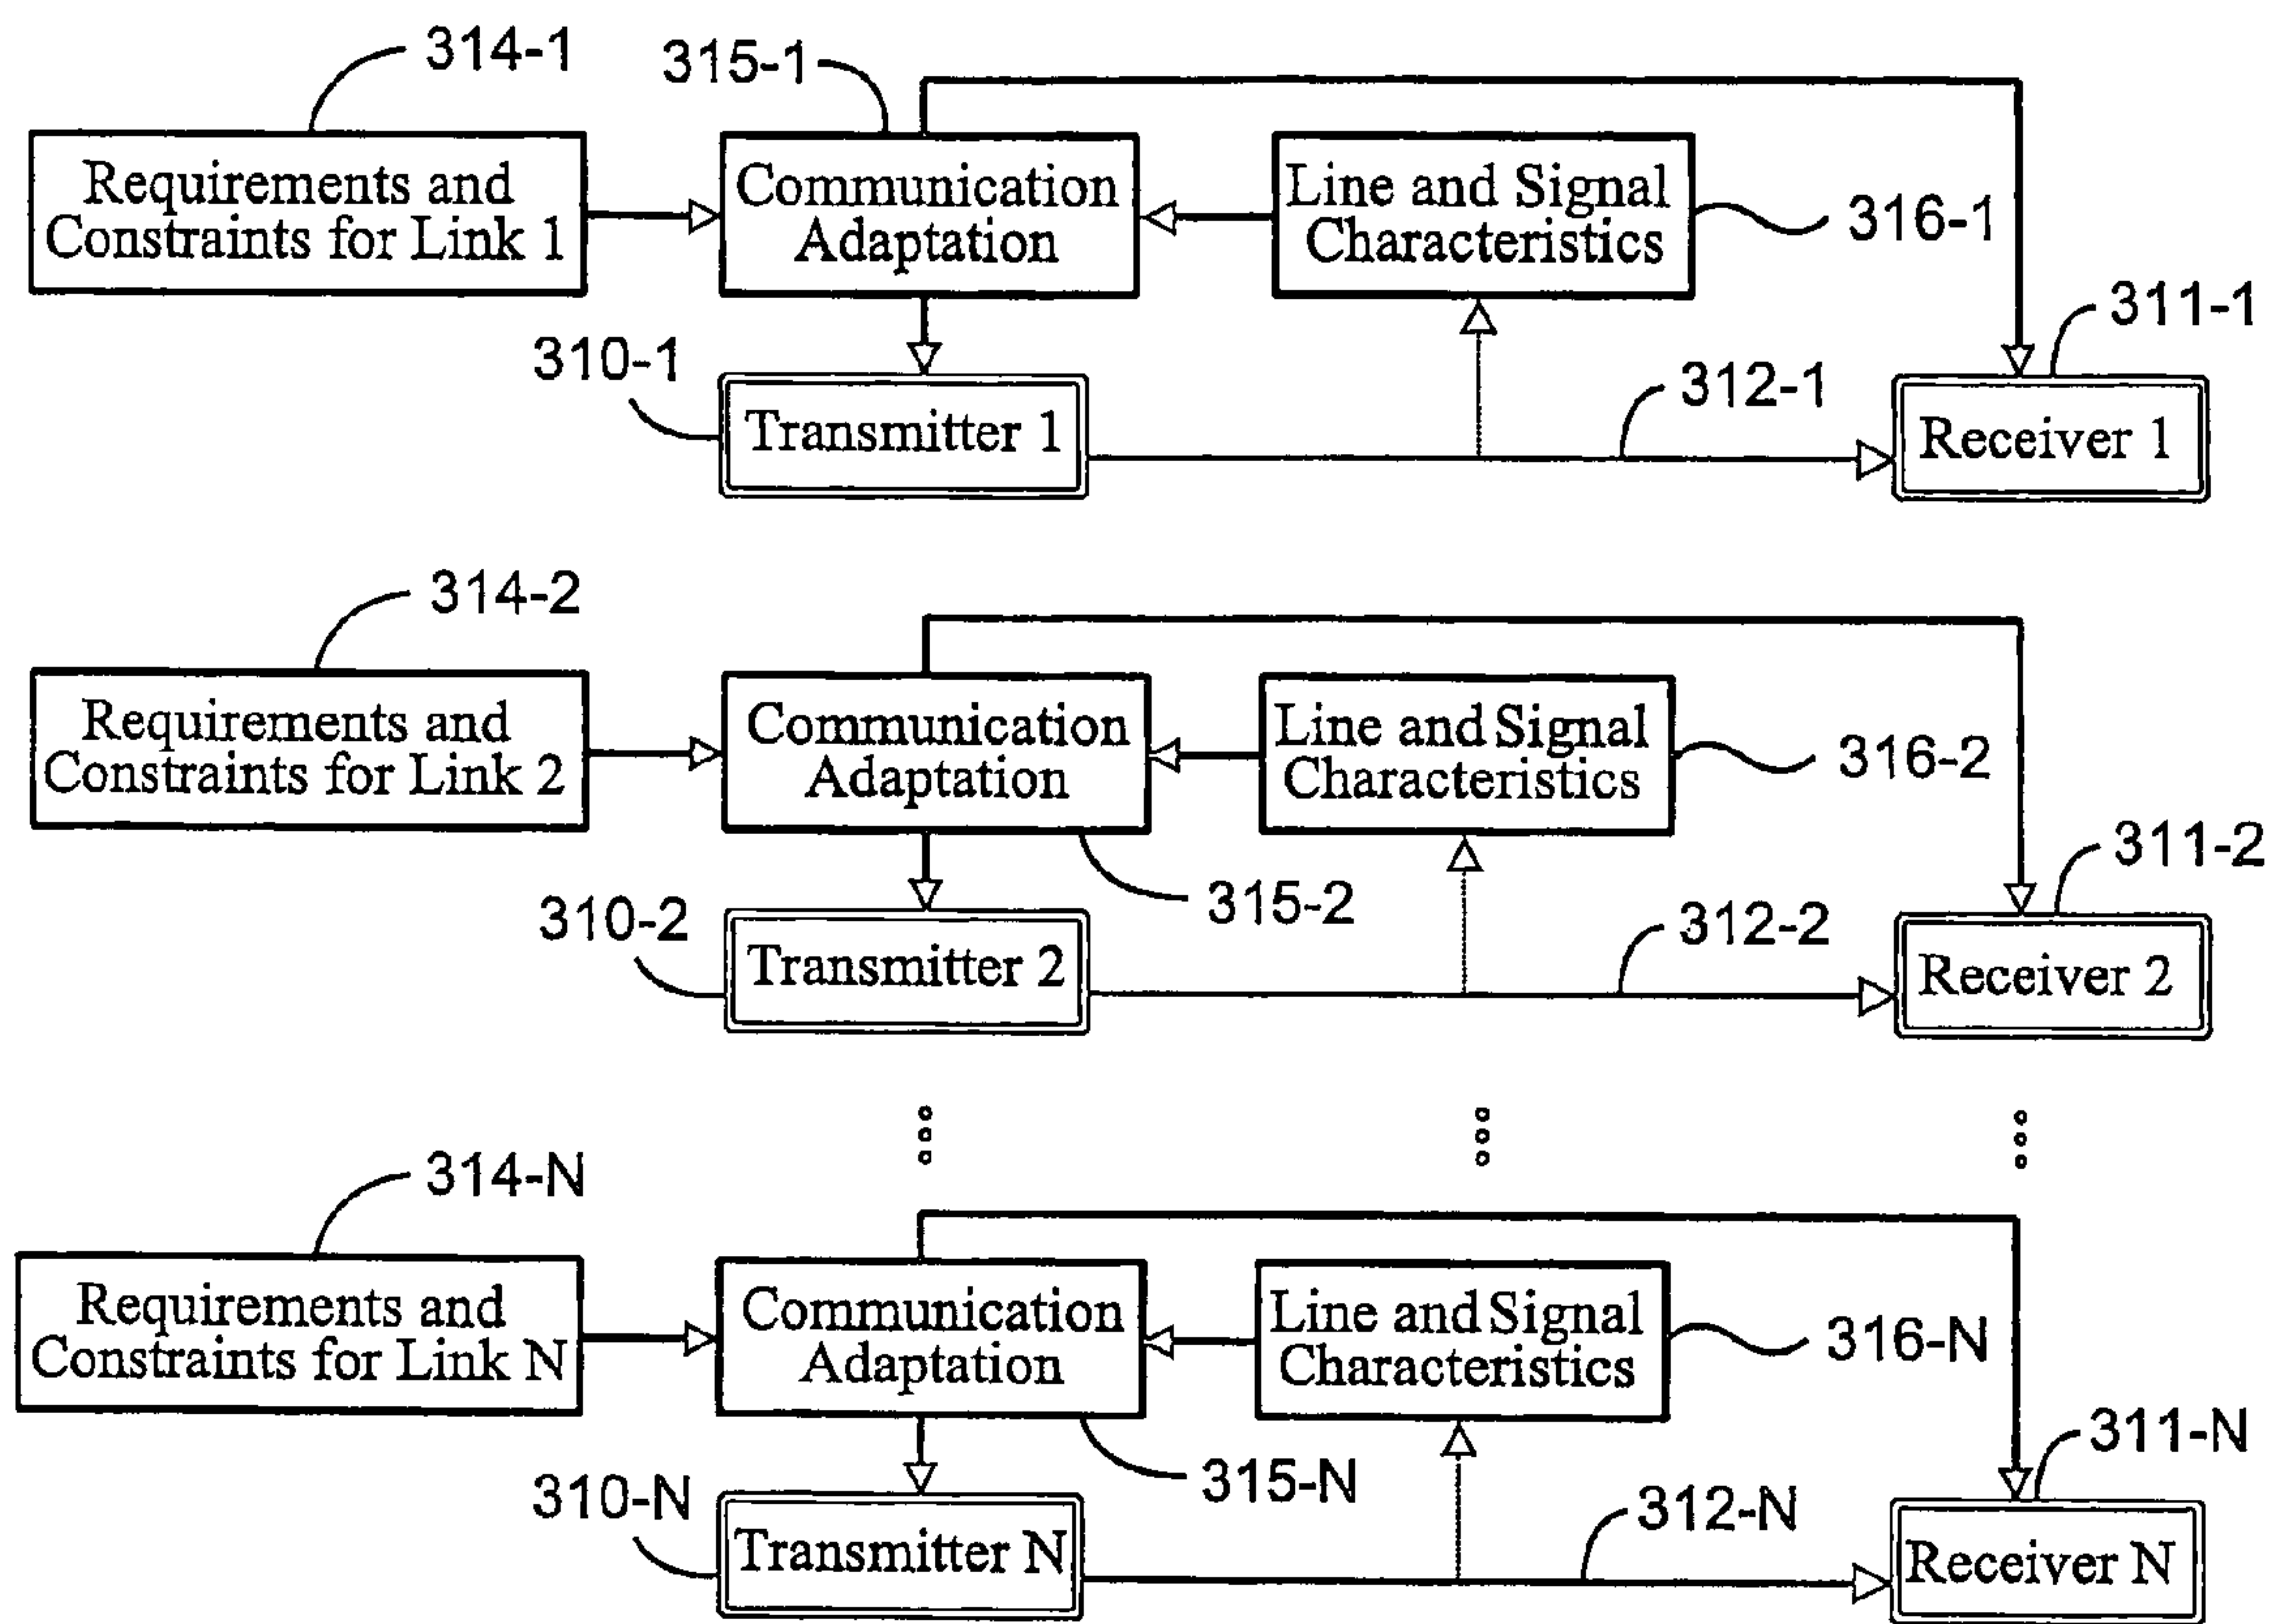 314-1
315-1
Requirements and
Constraints for Link 1
Communication
Adaptation
Line and Signal
Characteristics
316-1
311-1
310-1
312-1
Transmitter 1
Receiver 1
314-2
Requirements and
Constraints for Link 2
Communication
Adaptation
Line and Signal
Characteristics
316-2
311-2
315-2
310-2
312-2
Transmitter 2
Receiver 2
314-N
Requirements and
Constraints for Link N
Communication
Adaptation
Line and Signal
Characteristics
316-N
311-N
315-N
310-N
312-N
Transmitter N
Receiver N